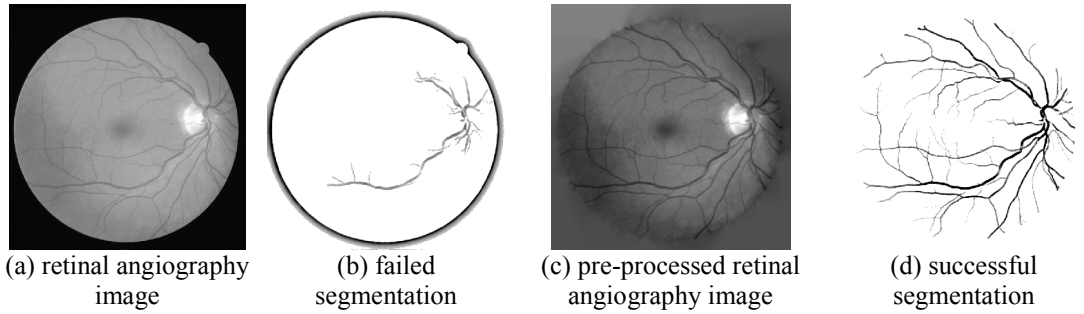 (a) retinal angiography
image
(b) failed
segmentation
(c) pre-processed retinal
angiography image
(d) successful
segmentation